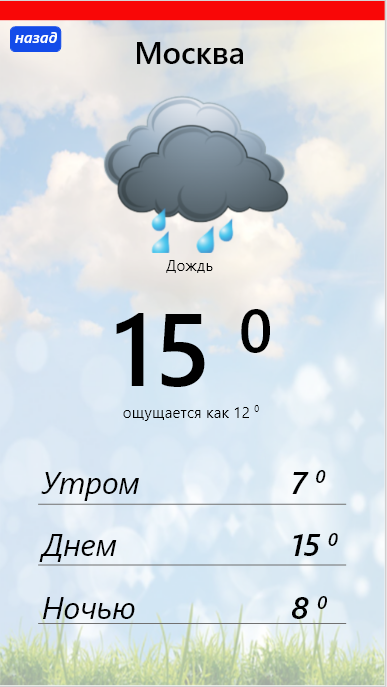 назад
Москва
Дождь
15 ⁰
ощущается как 12 ⁰
Утром 7 ⁰
Днем 15 ⁰
Ночью 8 ⁰